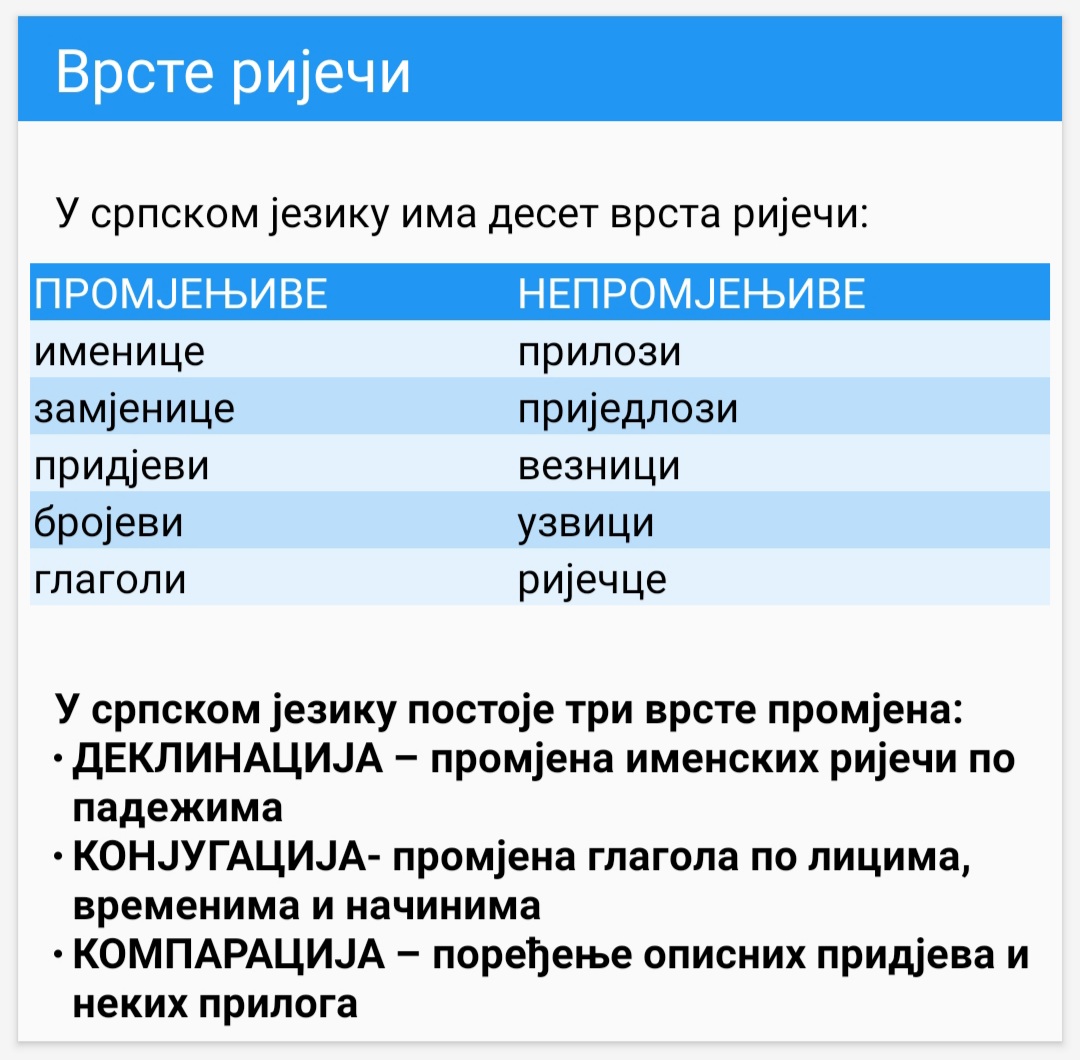 Врсте ријечи
У српском језику има десет врста ријечи:
ПРОМЈЕЊИВЕ НЕПРОМЈЕЊИВЕ
именице прилози
замјенице приједлози
придјеви везници
бројеви узвици
глаголи ријечце
У српском језику постоје три врсте промјена:
• ДЕКЛИНАЦИЈА – промјена именских ријечи по
падежима
• КОНЈУГАЦИЈА- промјена глагола по лицима,
временима и начинима
• КОМПАРАЦИЈА – поређење описних придјева и
неких прилога